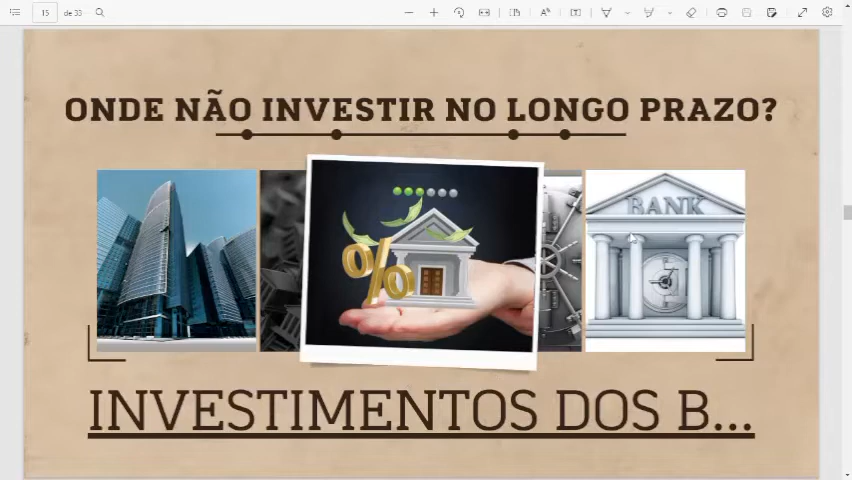 15 de 33
ONDE NÃO INVESTIR NO LONGO PRAZO?
%
BANK
INVESTIMENTOS DOS B...